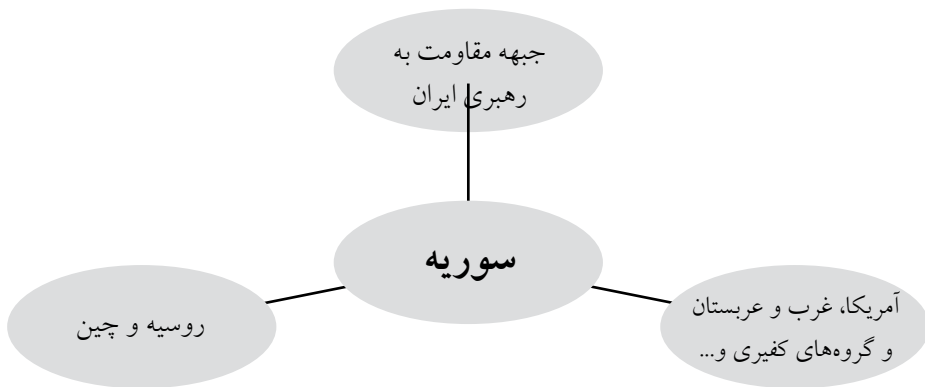 جبهه مقاومت به
رهبری ایران
سوریه
آمریکا، غرب و عربستان
و گروه‌های کفیری و...
روسیه و چین